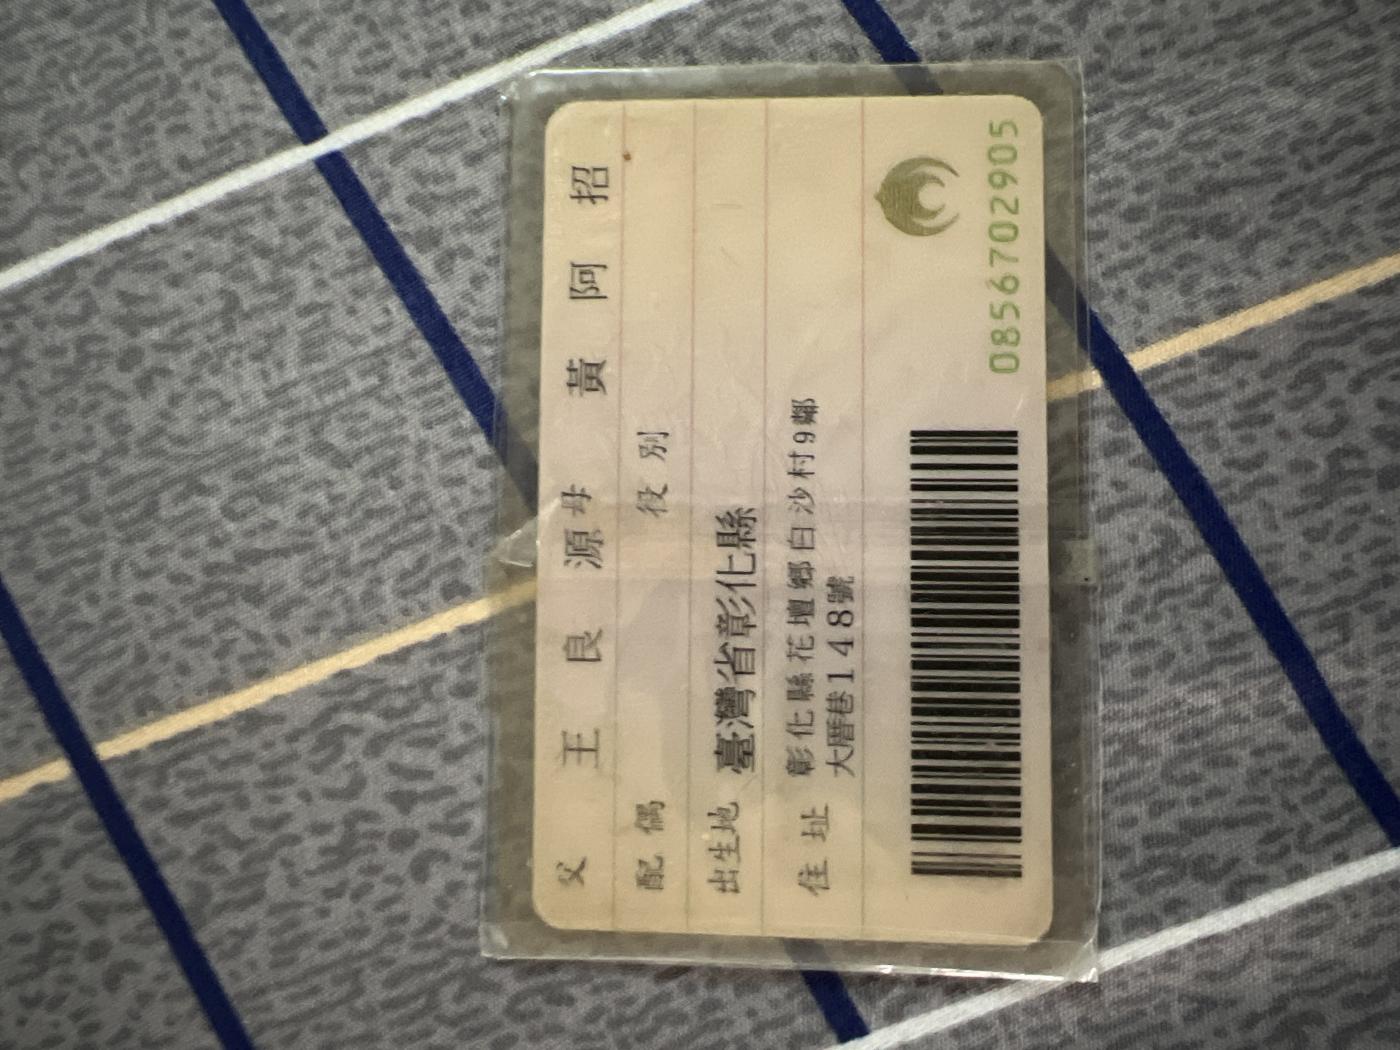 父 王良源 母 黃阿招
配偶 役別
出生地 臺灣省彰化縣
住址 彰化縣花壇鄉白沙村9鄰
大厝巷148號
0856702905